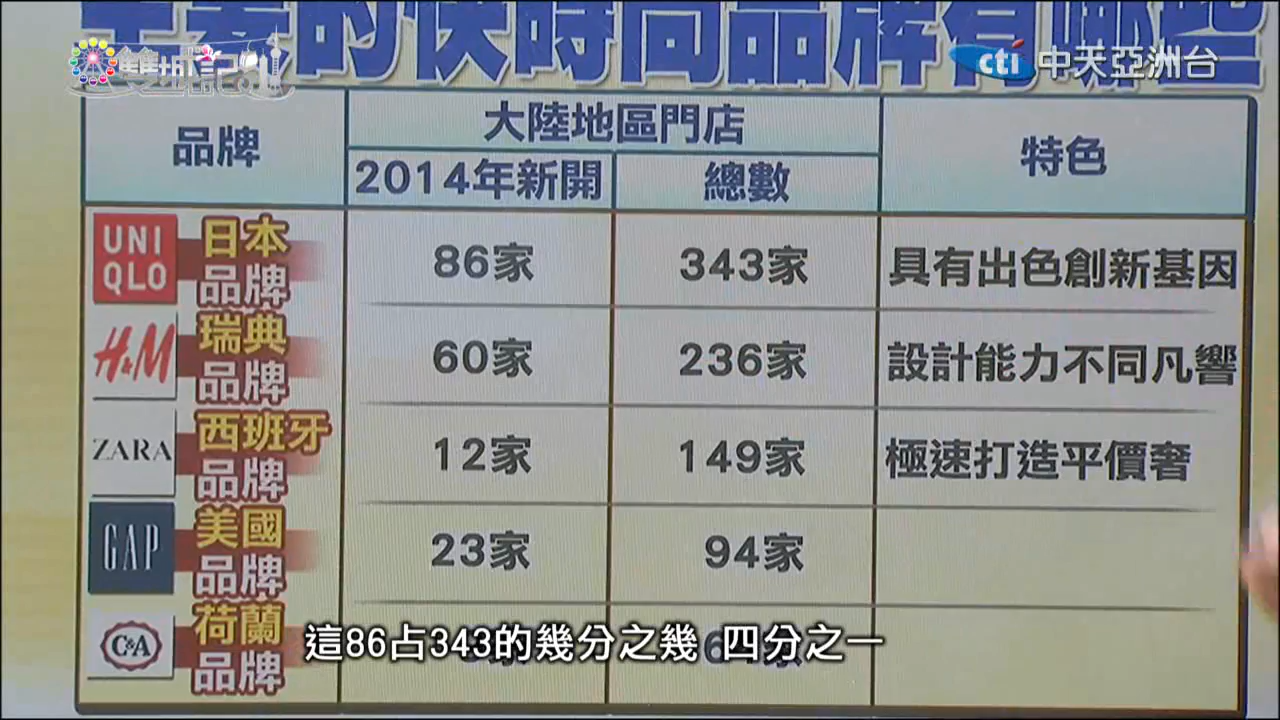 主要的快時尚品牌有哪些
雙城記
cti 中天亞洲台
品牌
大陸地區門店
2014年新開
總數
特色
UNI
QLO
日本
品牌
86家
343家
具有出色創新基因
H&M
瑞典
品牌
60家
236家
設計能力不同凡響
ZARA
西班牙
品牌
12家
149家
極速打造平價奢
GAP
美國
品牌
23家
94家
C&A
荷蘭
品牌
這86占343的幾分之幾 四分之一